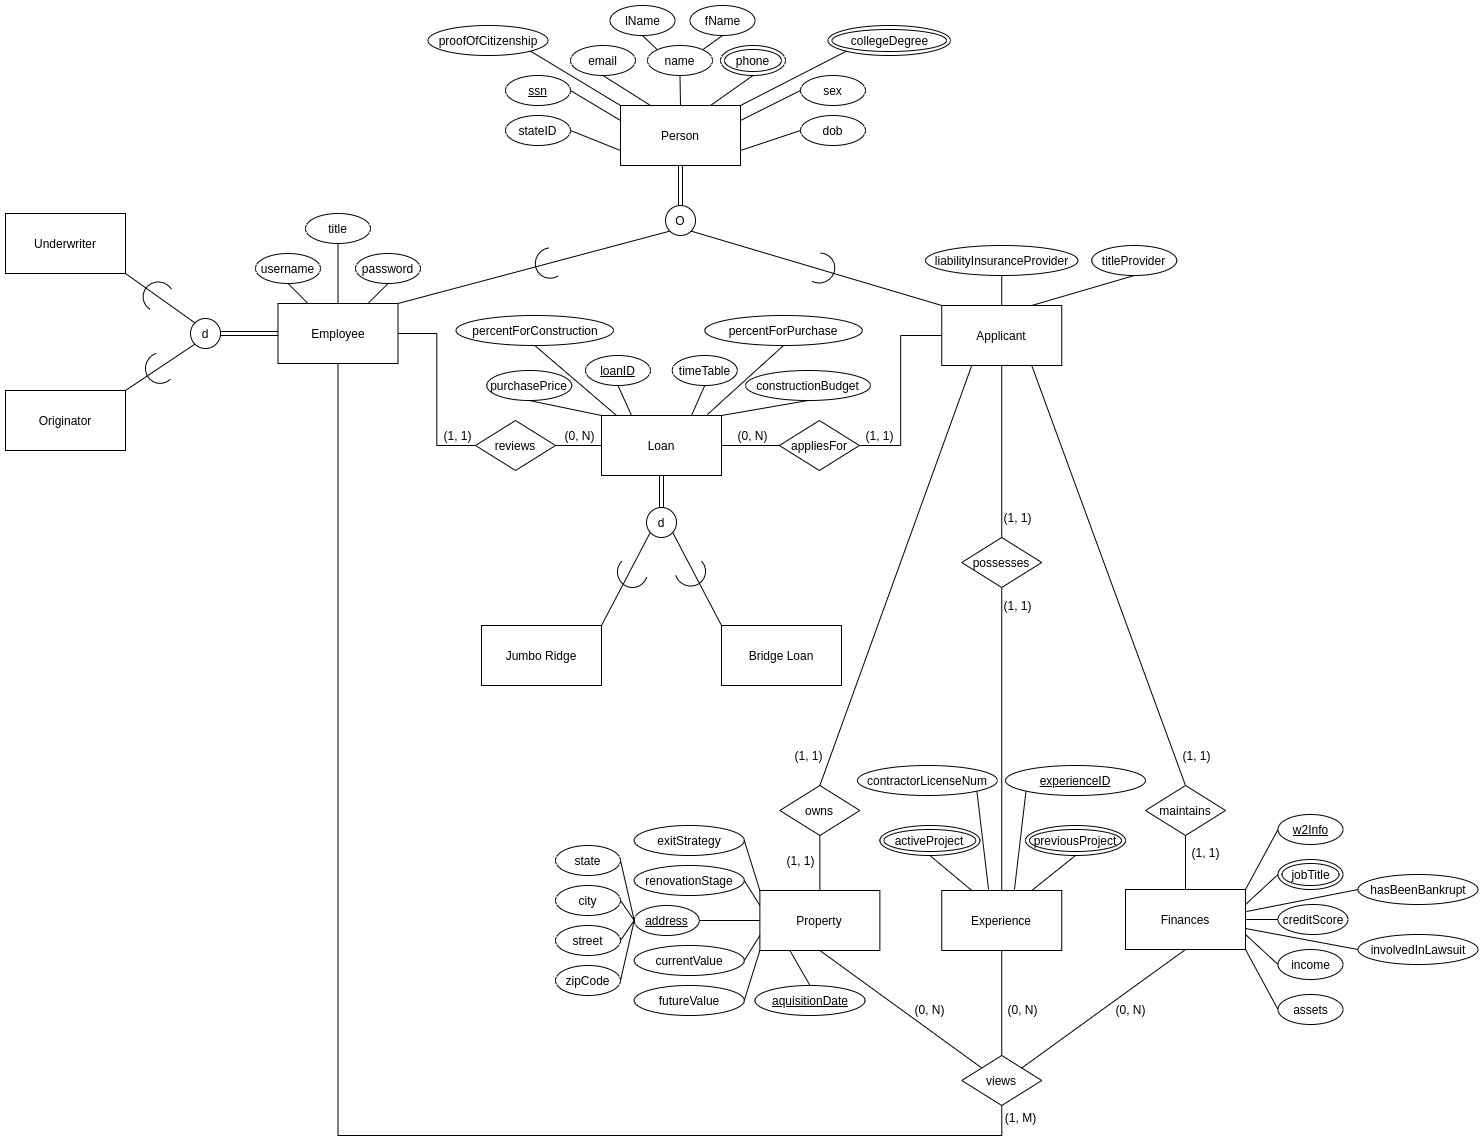 lName
fName
proofOfCitizenship
collegeDegree
email
name
phone
ssn
sex
stateID
Person
dob
O
title
Underwriter
username
password
liabilityInsuranceProvider
titleProvider
d
Employee
percentForConstruction
percentForPurchase
Applicant
loanID
timeTable
purchasePrice
constructionBudget
Originator
(1, 1)
reviews
(0, N)
Loan
(0, N)
appliesFor
(1, 1)
d
(1, 1)
possesses
(1, 1)
Jumbo Ridge
Bridge Loan
(1, 1)
(1, 1)
contractorLicenseNum
experienceID
owns
maintains
w2Info
exitStrategy
activeProject
previousProject
state
(1, 1)
(1, 1)
jobTitle
renovationStage
hasBeenBankrupt
city
address
Property
Experience
Finances
creditScore
street
currentValue
involvedInLawsuit
income
zipCode
futureValue
aquisitionDate
(0, N)
(0, N)
(0, N)
assets
views
(1, M)